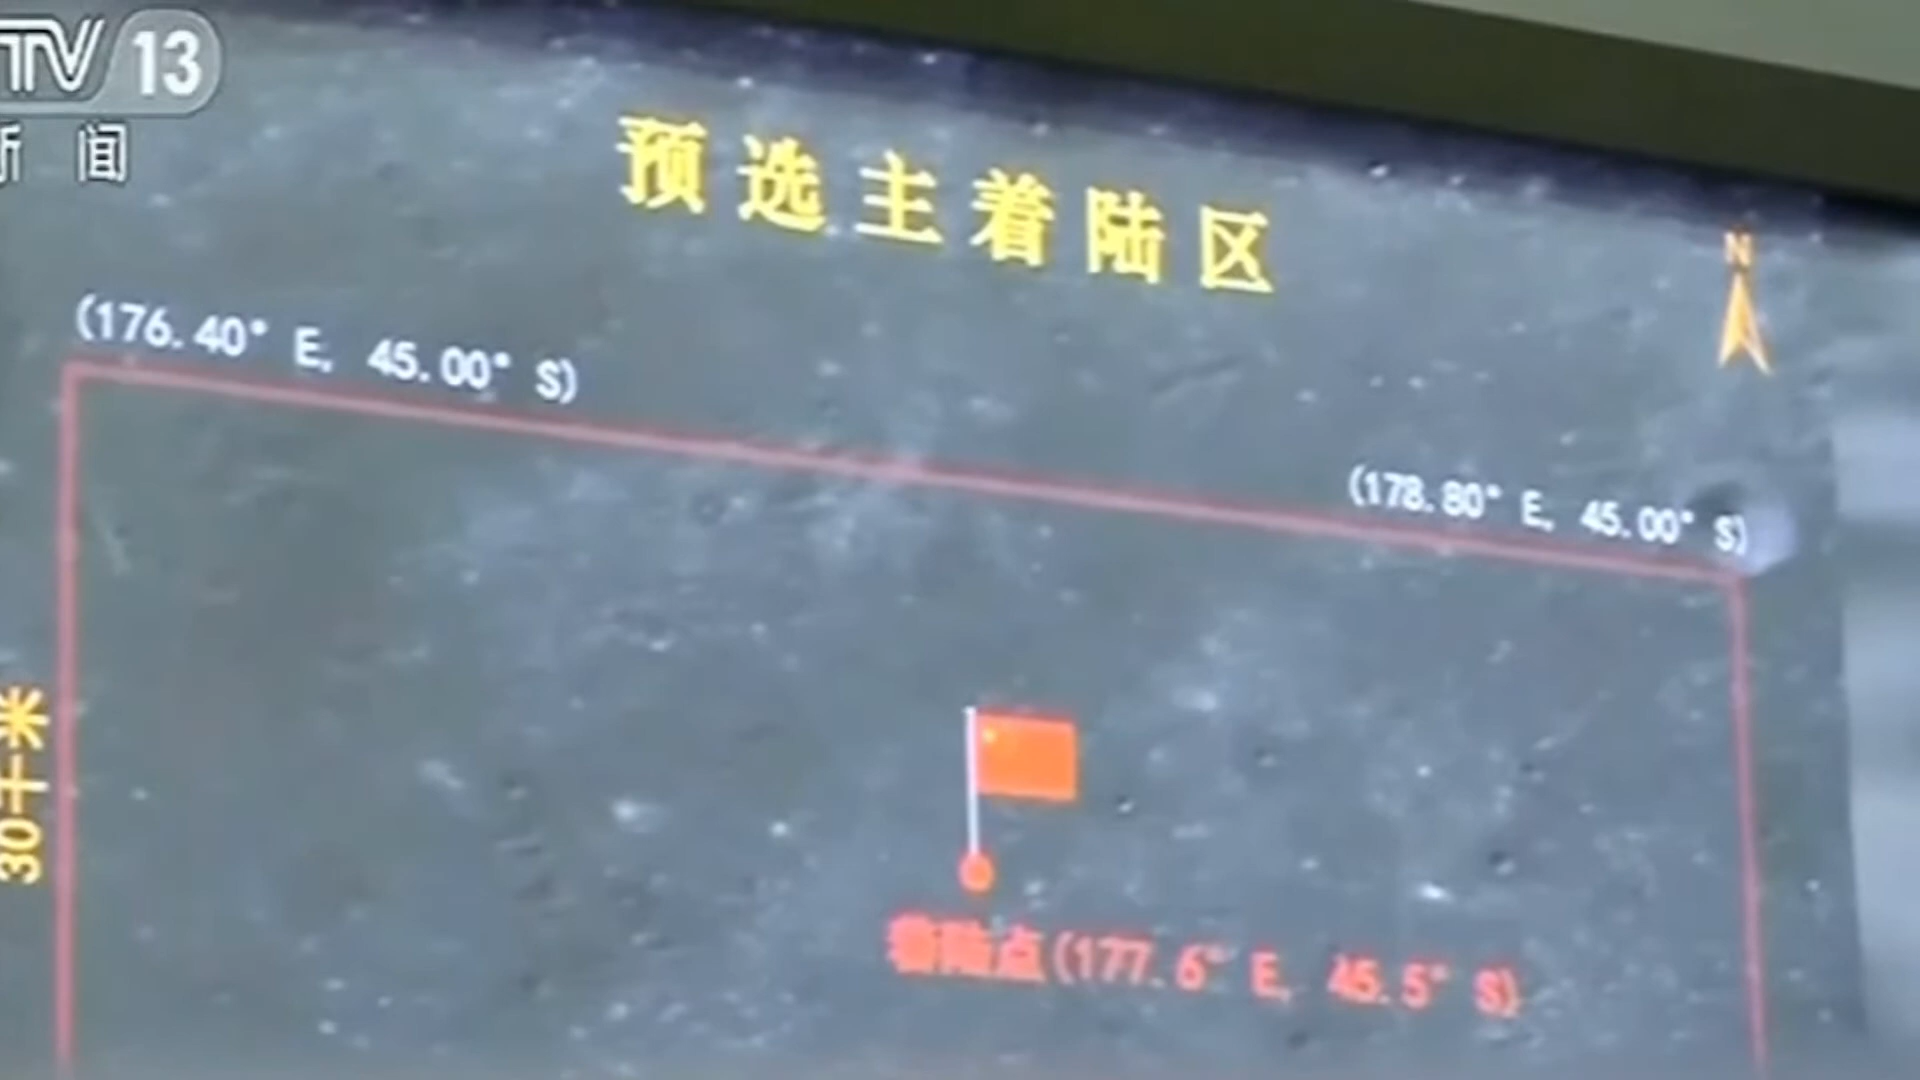 TV 13
新 闻
预选主着陆区
N
(176.40° E, 45.00° S)
(178.80° E, 45.00° S)
30千米
着陆点(177.6° E, 45.5° S)